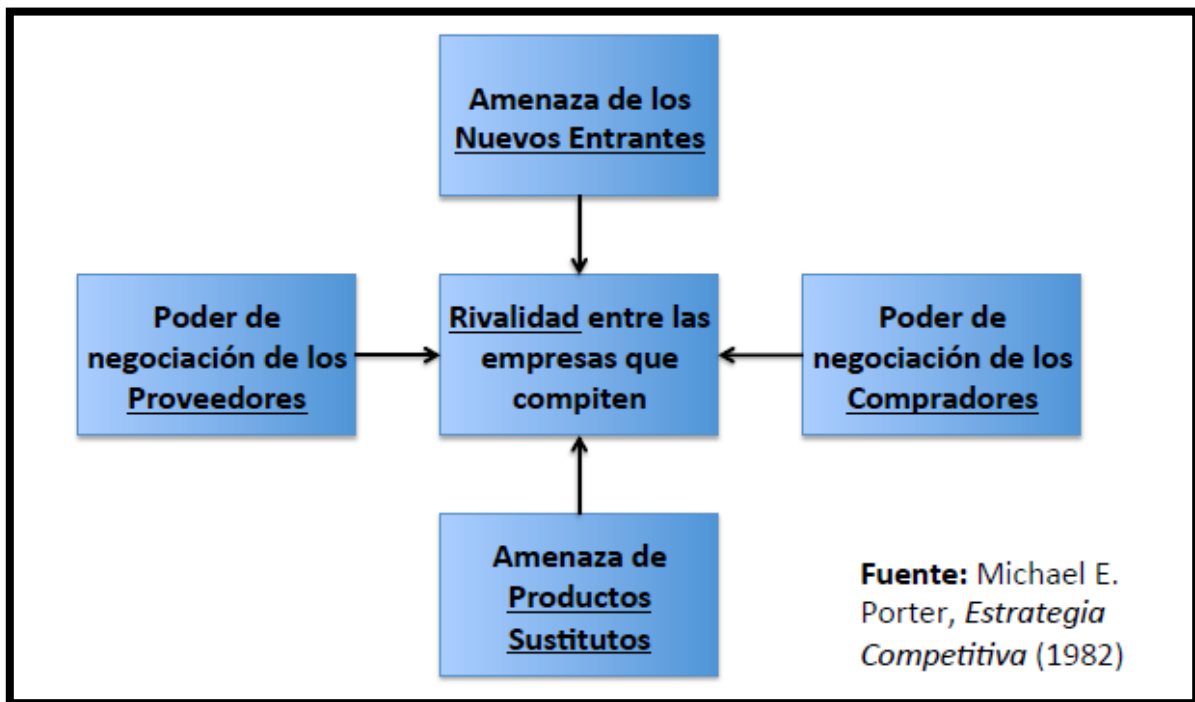 Amenaza de los
Nuevos Entrantes
Poder de
negociación de los
Proveedores
Rivalidad entre las
empresas que
compiten
Poder de
negociación de los
Compradores
Amenaza de
Productos
Sustitutos
Fuente: Michael E.
Porter, Estrategia
Competitiva (1982)